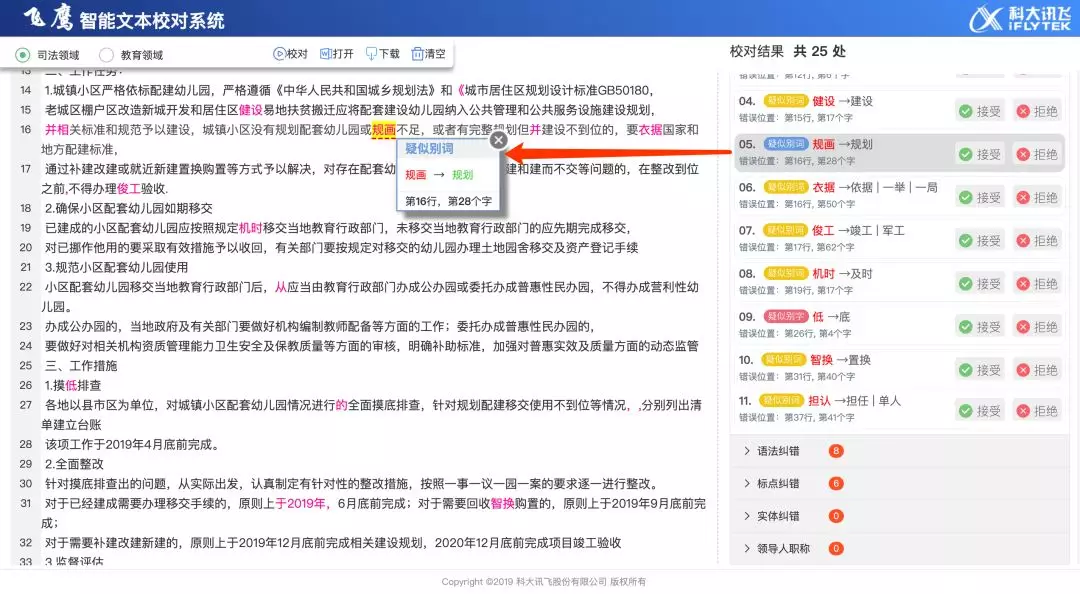 飞鹰 智能文本校对系统
科大讯飞
iFLYTEK
司法领域 教育领域 校对 打开 下载 清空
校对结果 共 25 处
13 二、工作任务:
14 1.城镇小区严格依标配建幼儿园，严格遵循《中华人民共和国城乡规划法》和《城市居住区规划设计标准GB50180，
15 老城区棚户区改造新城开发和居住区健设易地扶贫搬迁应将配套建设幼儿园纳入公共管理和公共服务设施建设规划，
16 并相关标准和规范予以建设，城镇小区没有规划配套幼儿园或规画不足，或者有完整规划但并建设不到位的，要衣据国家和
地方配建标准，
17 通过补建改建或就近新建置换购置等方式予以解决，对存在配套 建和建而不交等问题的，在整改到位
之前,不得办理俊工验收.
18 2.确保小区配套幼儿园如期移交
19 已建成的小区配套幼儿园应按照规定机时移交当地教育行政部门，未移交当地教育行政部门的应先期完成移交，
20 对已挪作他用的要采取有效措施予以收回，有关部门要按规定对移交的幼儿园办理土地园舍移交及资产登记手续
21 3.规范小区配套幼儿园使用
22 小区配套幼儿园移交当地教育行政部门后，从应当由教育行政部门办成公办园或委托办成普惠性民办园，不得办成营利性幼
儿园。
23 办成公办园的，当地政府及有关部门要做好机构编制教师配备等方面的工作；委托办成普惠性民办园的，
24 要做好对相关机构资质管理能力卫生安全及保教质量等方面的审核，明确补助标准，加强对普惠实效及质量方面的动态监管
25 三、工作措施
26 1.摸低排查
27 各地以县市区为单位，对城镇小区配套幼儿园情况进行的全面摸底排查，针对规划配建移交使用不到位等情况，,分别列出清
单建立台账
28 该项工作于2019年4月底前完成。
29 2.全面整改
30 针对摸底排查出的问题，从实际出发，认真制定有针对性的整改措施，按照一事一议一园一案的要求逐一进行整改。
31 对于已经建成需要办理移交手续的，原则上于2019年，6月底前完成；对于需要回收智换购置的，原则上于2019年9月底前完
成；
32 对于需要补建改建新建的，原则上于2019年12月底前完成相关建设规划，2020年12月底前完成项目竣工验收
33 3.监督评估
疑似别词
规画 → 规划
第16行，第28个字
错误位置：第12行, 第6个字
04. 疑似别词 健设 →建设
错误位置：第15行, 第17个字
接受 拒绝
05. 疑似别词 规画 →规划
错误位置：第16行, 第28个字
接受 拒绝
06. 疑似别词 衣据 →依据 | 一举 | 一局
错误位置：第16行, 第50个字
接受 拒绝
07. 疑似别词 俊工 →竣工 | 军工
错误位置：第17行, 第62个字
接受 拒绝
08. 疑似别词 机时 →及时
错误位置：第19行, 第17个字
接受 拒绝
09. 疑似别字 低 →底
错误位置：第26行, 第4个字
接受 拒绝
10. 疑似别词 智换 →置换
错误位置：第31行, 第40个字
接受 拒绝
11. 疑似别词 担认 →担任 | 单人
错误位置：第37行, 第41个字
接受 拒绝
语法纠错 8
标点纠错 6
实体纠错 0
领导人职称 0
Copyright ©2019 科大讯飞股份有限公司 版权所有